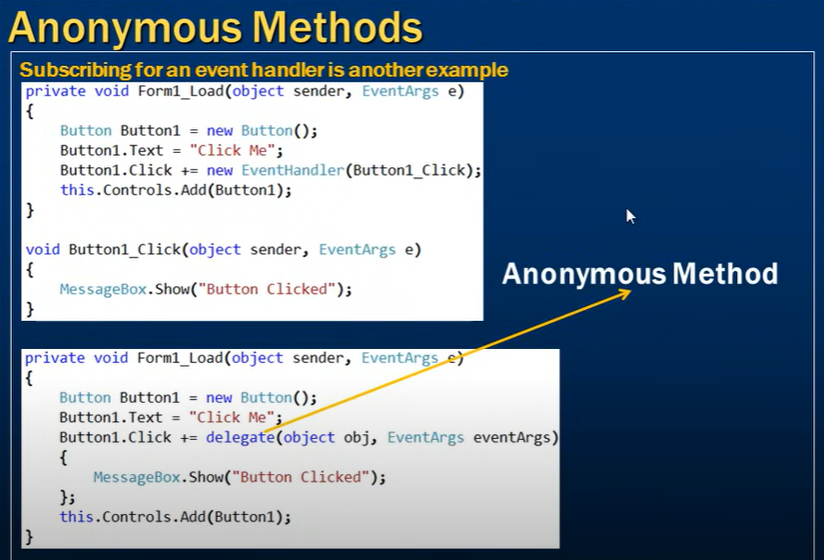 Anonymous Methods
Subscribing for an event handler is another example
private void Form1_Load(object sender, EventArgs e)
{
    Button Button1 = new Button();
    Button1.Text = "Click Me";
    Button1.Click += new EventHandler(Button1_Click);
    this.Controls.Add(Button1);
}
void Button1_Click(object sender, EventArgs e)
{
    MessageBox.Show("Button Clicked");
}
Anonymous Method
private void Form1_Load(object sender, EventArgs e)
{
    Button Button1 = new Button();
    Button1.Text = "Click Me";
    Button1.Click += delegate(object obj, EventArgs eventArgs)
    {
        MessageBox.Show("Button Clicked");
    };
    this.Controls.Add(Button1);
}